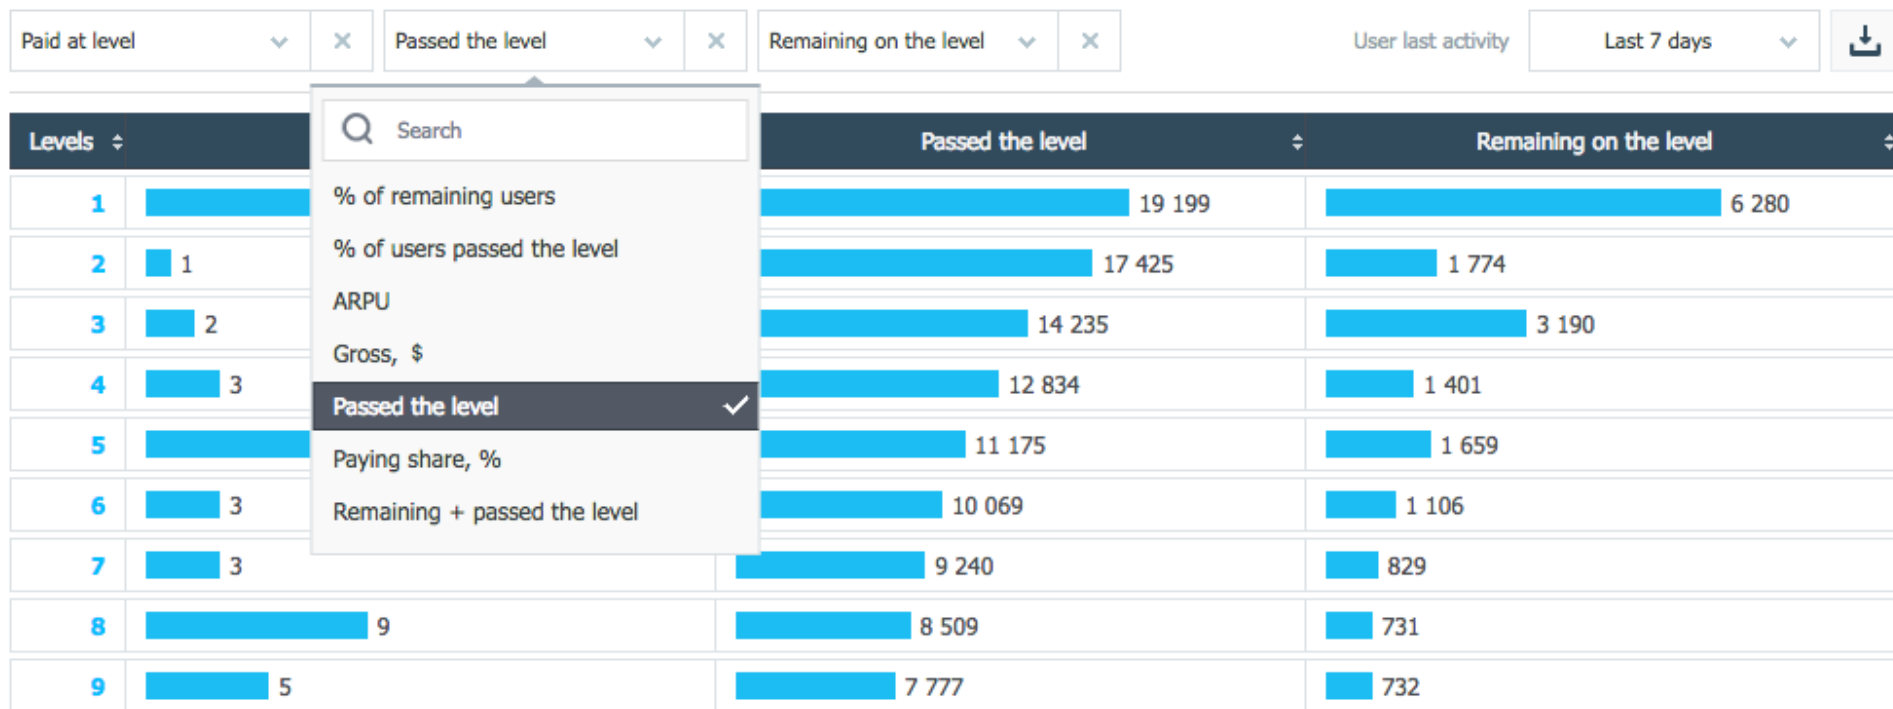 Paid at level Passed the level Remaining on the level User last activity Last 7 days
Search
Levels Passed the level Remaining on the level
% of remaining users
% of users passed the level
ARPU
Gross, $
Passed the level
Paying share, %
Remaining + passed the level
1 19 199 6 280
2 1 17 425 1 774
3 2 14 235 3 190
4 3 12 834 1 401
5 11 175 1 659
6 3 10 069 1 106
7 3 9 240 829
8 9 8 509 731
9 5 7 777 732